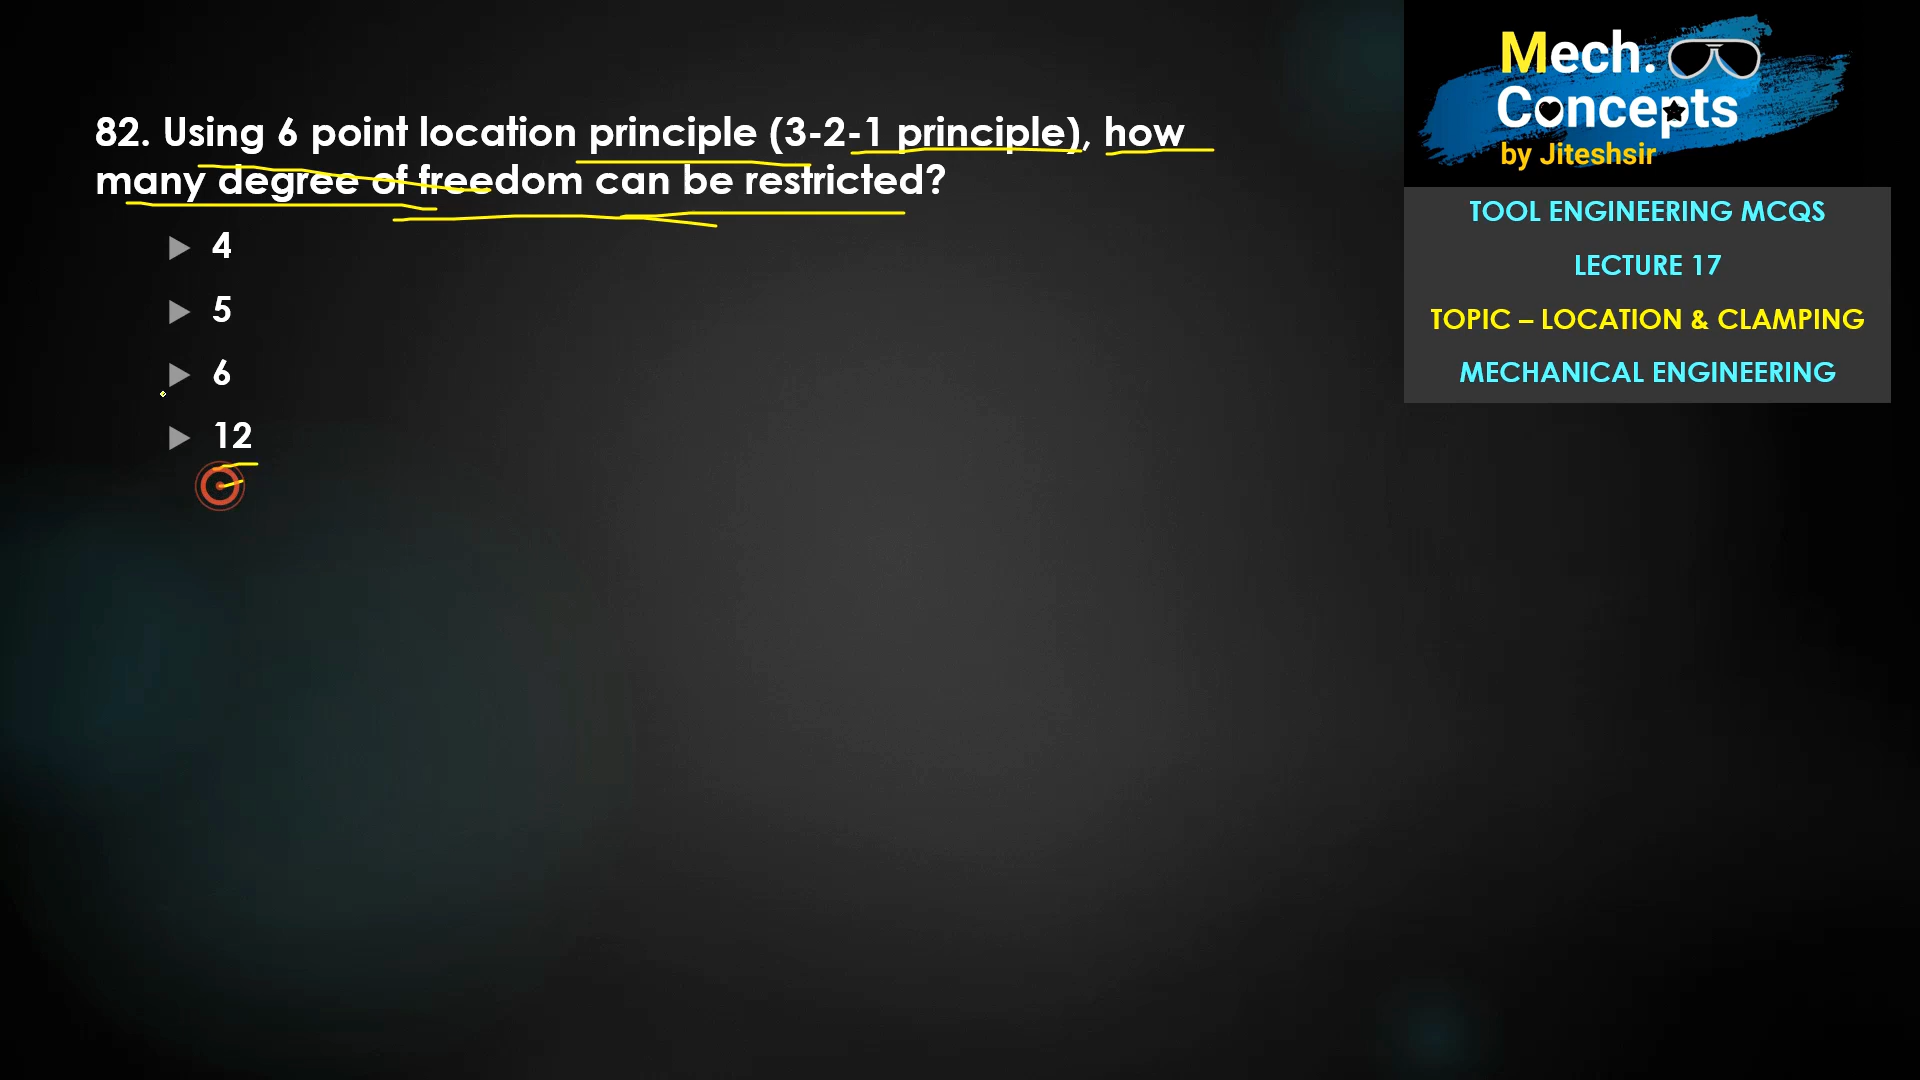 82. Using 6 point location principle (3-2-1 principle), how
many degree of freedom can be restricted?
4
5
6
12
Mech.
Concepts
by Jiteshsir
TOOL ENGINEERING MCQS
LECTURE 17
TOPIC – LOCATION & CLAMPING
MECHANICAL ENGINEERING